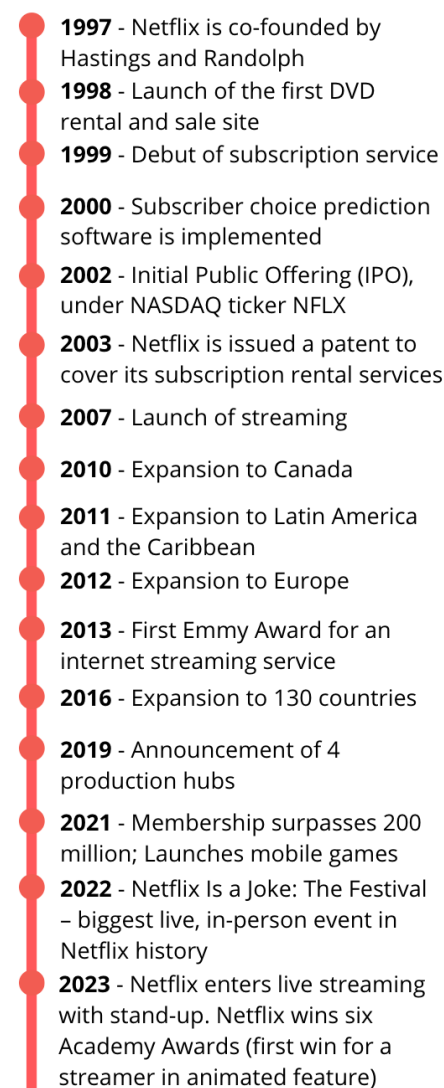 1997 - Netflix is co-founded by
Hastings and Randolph
1998 - Launch of the first DVD
rental and sale site
1999 - Debut of subscription service
2000 - Subscriber choice prediction
software is implemented
2002 - Initial Public Offering (IPO),
under NASDAQ ticker NFLX
2003 - Netflix is issued a patent to
cover its subscription rental services
2007 - Launch of streaming
2010 - Expansion to Canada
2011 - Expansion to Latin America
and the Caribbean
2012 - Expansion to Europe
2013 - First Emmy Award for an
internet streaming service
2016 - Expansion to 130 countries
2019 - Announcement of 4
production hubs
2021 - Membership surpasses 200
million; Launches mobile games
2022 - Netflix Is a Joke: The Festival
– biggest live, in-person event in
Netflix history
2023 - Netflix enters live streaming
with stand-up. Netflix wins six
Academy Awards (first win for a
streamer in animated feature)